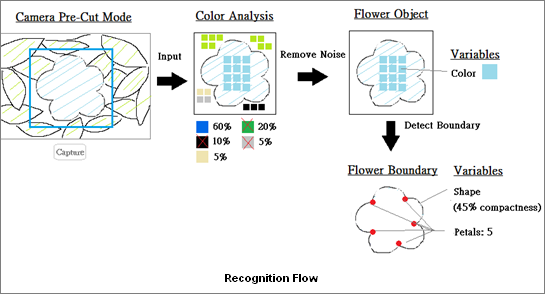 Camera Pre-Cut Mode
Capture
Input
Color Analysis
60%
20%
10%
5%
5%
Remove Noise
Flower Object
Variables
Color
Detect Boundary
Flower Boundary
Variables
Shape
(45% compactness)
Petals: 5
Recognition Flow